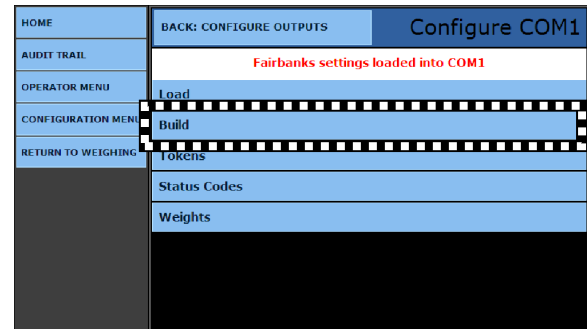 HOME
AUDIT TRAIL
OPERATOR MENU
CONFIGURATION MENU
RETURN TO WEIGHING
BACK: CONFIGURE OUTPUTS
Configure COM1
Fairbanks settings loaded into COM1
Load
Build
Tokens
Status Codes
Weights